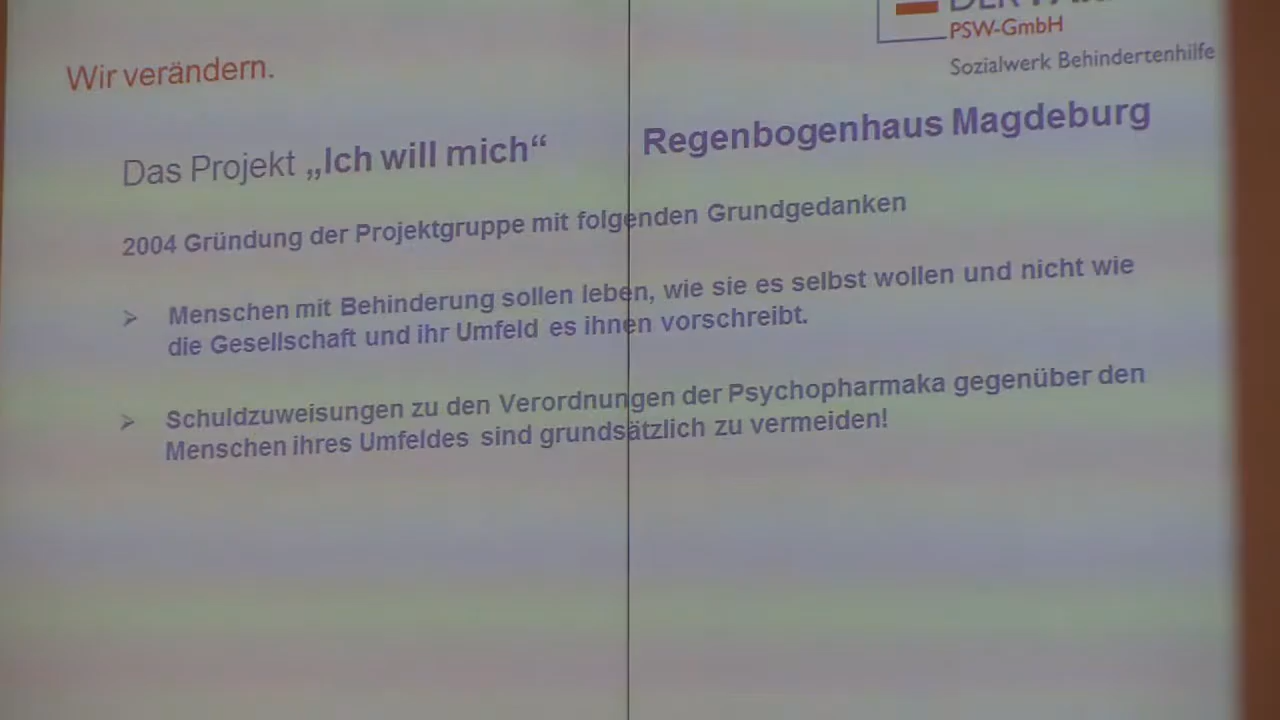 PSW-GmbH
Sozialwerk Behindertenhilfe
Wir verändern.
Das Projekt „Ich will mich“ Regenbogenhaus Magdeburg
2004 Gründung der Projektgruppe mit folgenden Grundgedanken
➢ Menschen mit Behinderung sollen leben, wie sie es selbst wollen und nicht wie
die Gesellschaft und ihr Umfeld es ihnen vorschreibt.
➢ Schuldzuweisungen zu den Verordnungen der Psychopharmaka gegenüber den
Menschen ihres Umfeldes sind grundsätzlich zu vermeiden!